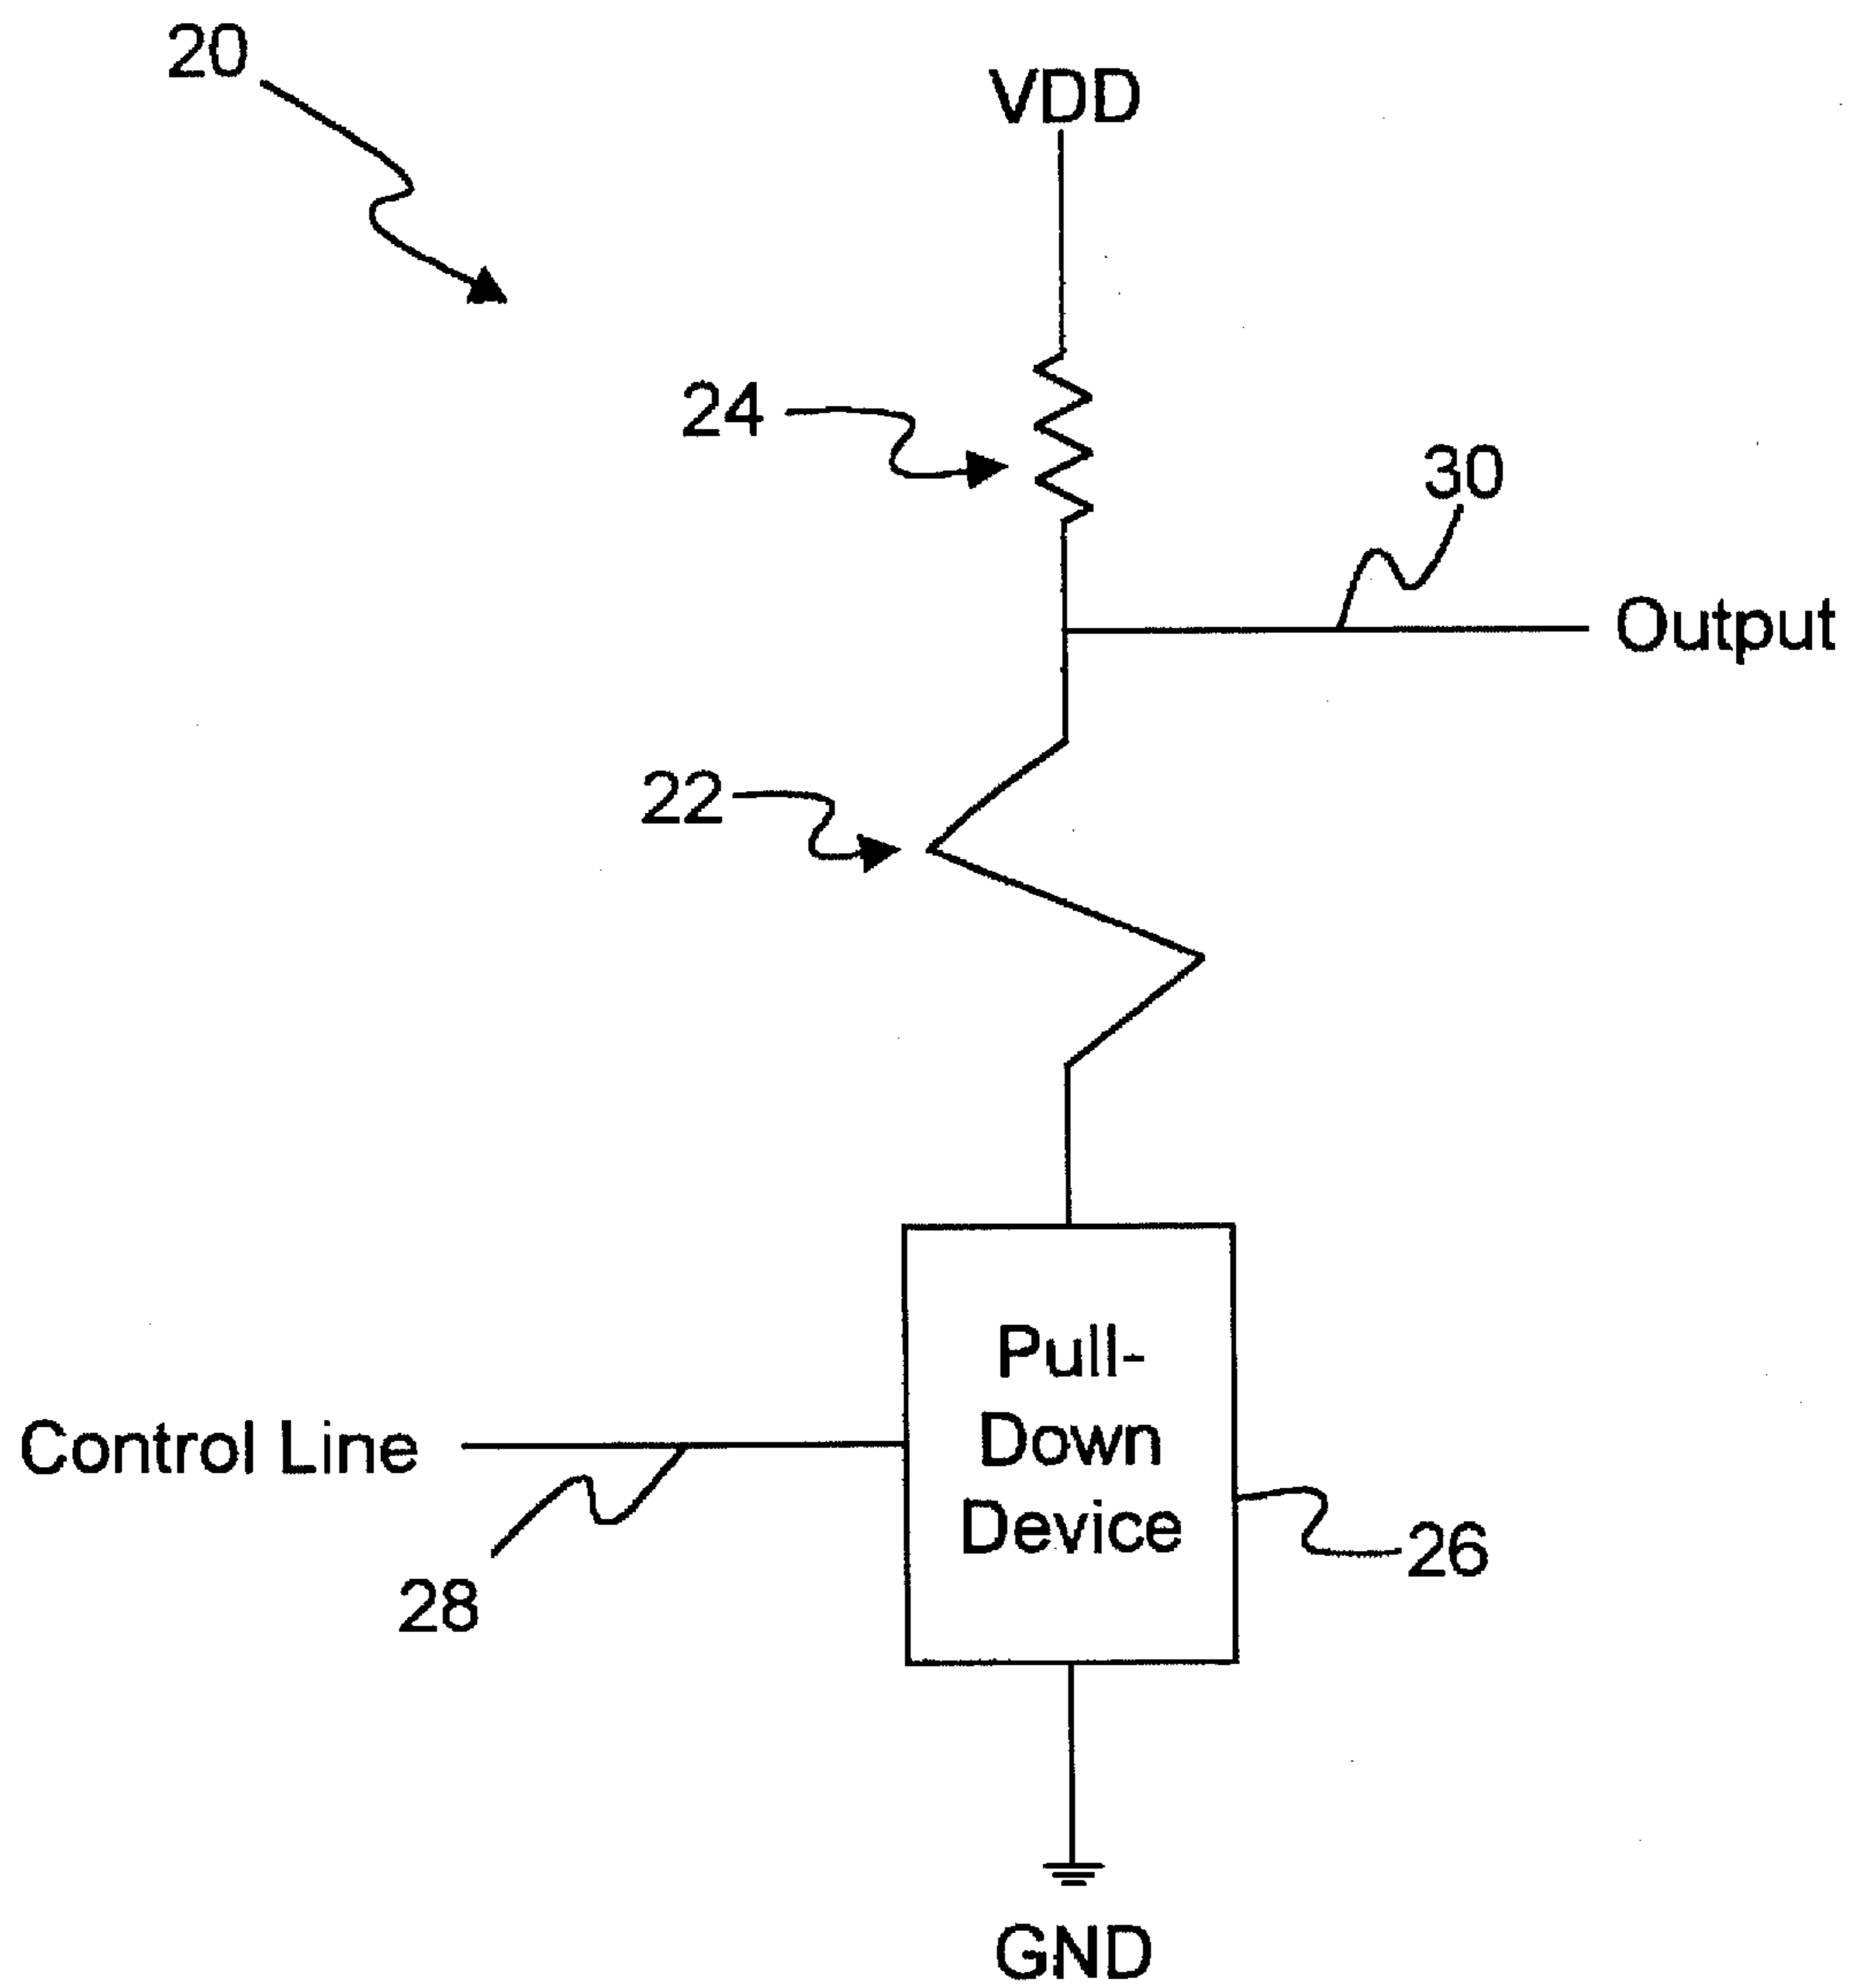 20
VDD
24
30
Output
22
Pull-
Down
Device
Control Line
28
26
GND